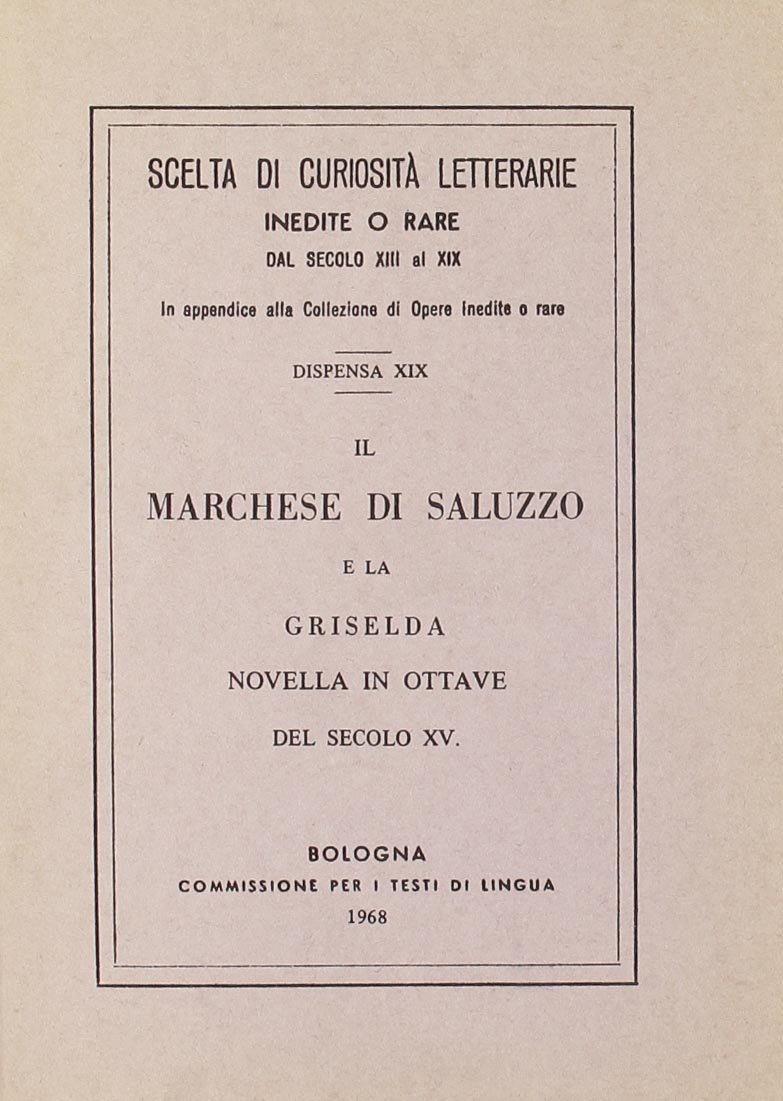 SCELTA DI CURIOSITÀ LETTERARIE
INEDITE O RARE
DAL SECOLO XIII al XIX
In appendice alla Collezione di Opere inedite o rare
DISPENSA XIX
IL
MARCHESE DI SALUZZO
E LA
GRISELDA
NOVELLA IN OTTAVE
DEL SECOLO XV.
BOLOGNA
COMMISSIONE PER I TESTI DI LINGUA
1968